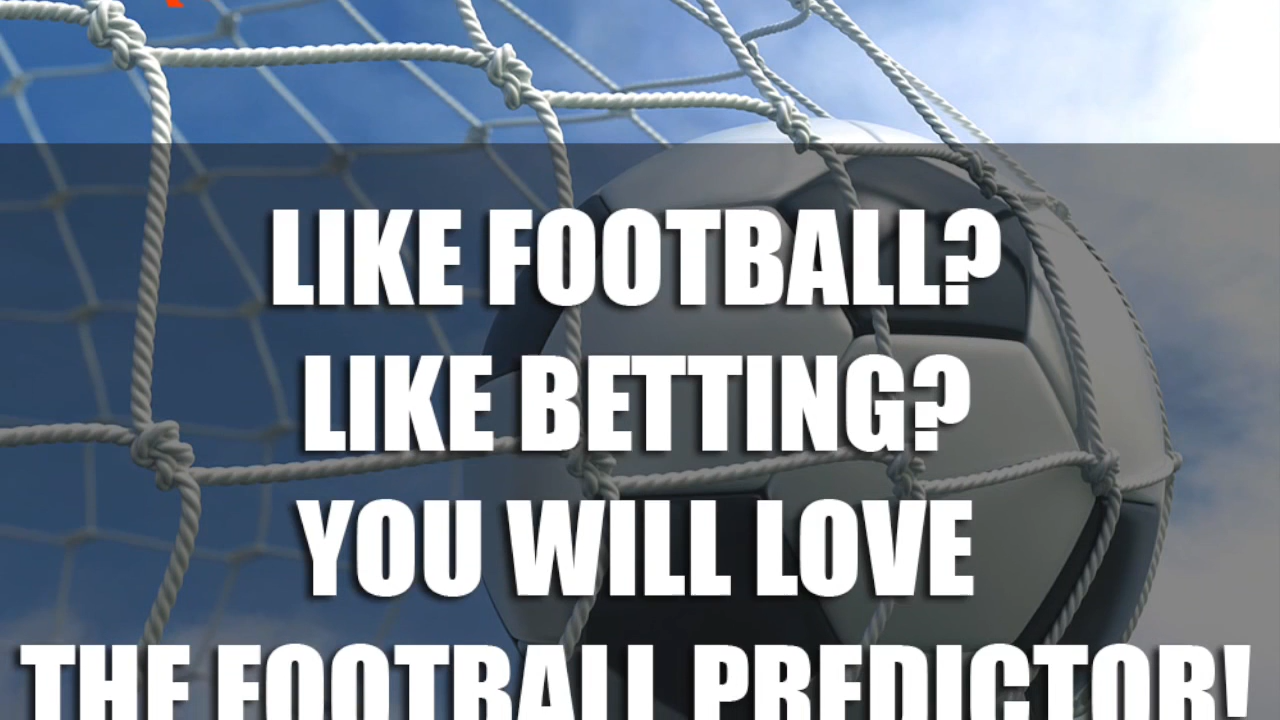 LIKE FOOTBALL?
LIKE BETTING?
YOU WILL LOVE
THE FOOTBALL PREDICTOR!